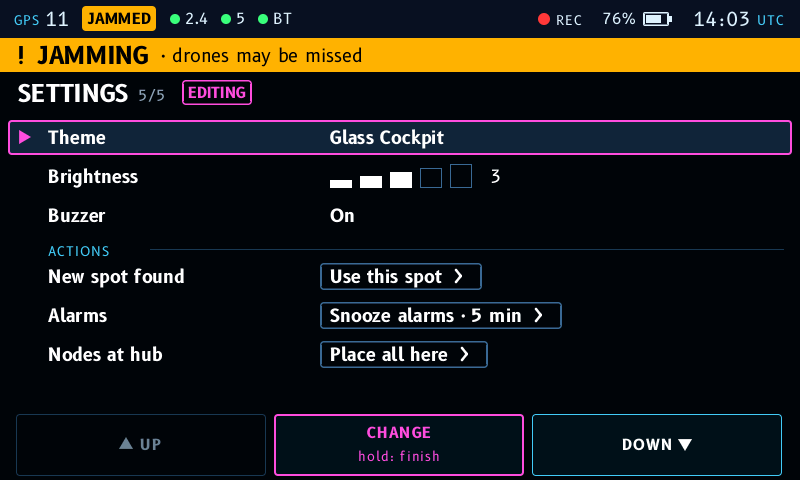 GPS 11 JAMMED 2.4 5 BT REC 76% 14:03 UTC
! JAMMING · drones may be missed
SETTINGS 5/5 EDITING
Theme Glass Cockpit
Brightness 3
Buzzer On
ACTIONS
New spot found Use this spot
Alarms Snooze alarms · 5 min
Nodes at hub Place all here
UP CHANGE DOWN
hold: finish